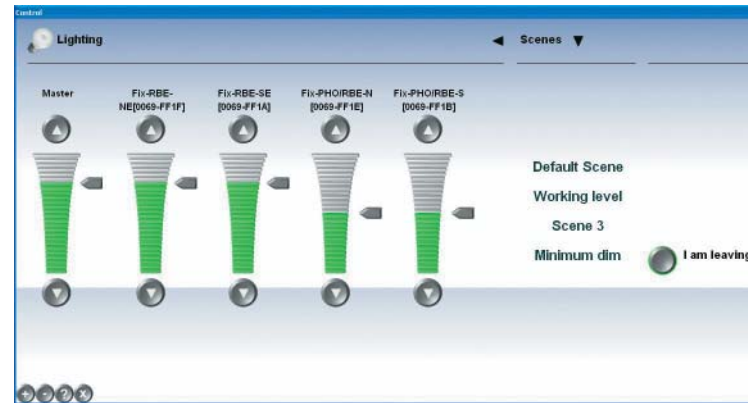 Control
Lighting
Scenes
Master
Fix-RBE-
NE[0069-FF1F]
Fix-RBE-SE
[0069-FF1A]
Fix-PHO/RBE-N
[0069-FF1E]
Fix-PHO/RBE-S
[0069-FF1B]
Default Scene
Working level
Scene 3
Minimum dim
I am leaving
+ - ? x